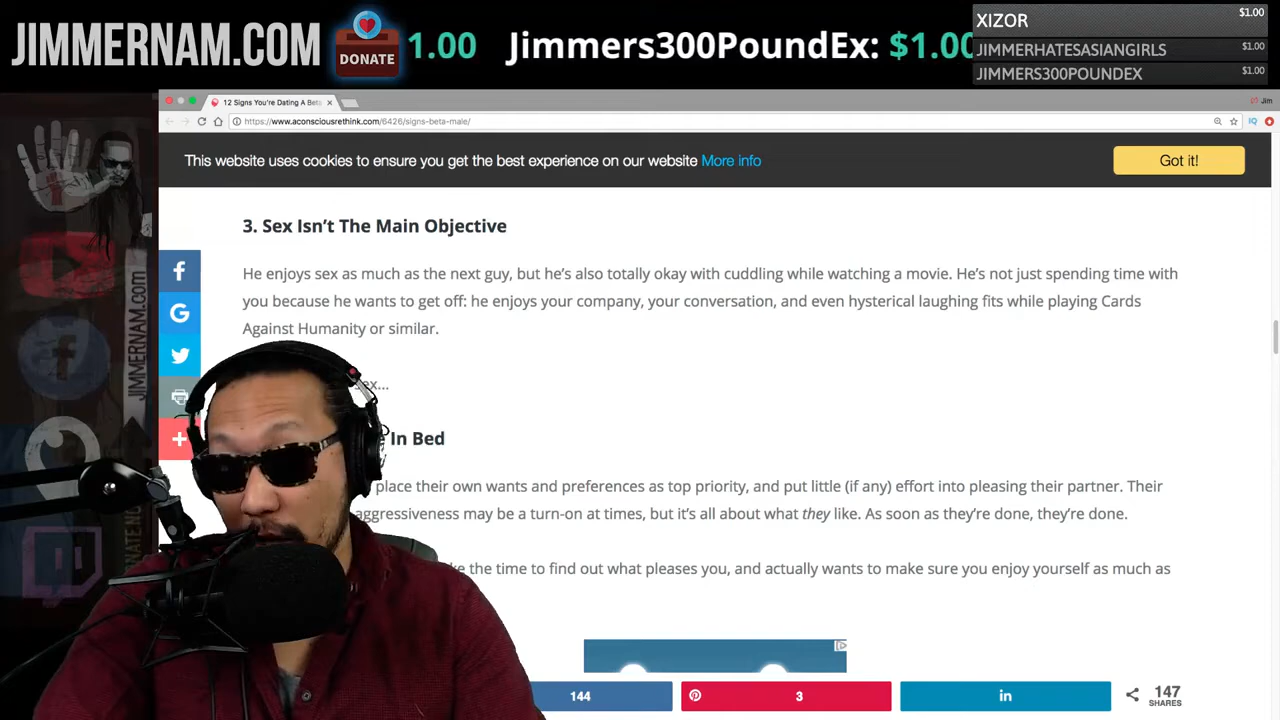 JIMMERNAM.COM
DONATE
1.00
Jimmers300PoundEx: $1.00
XIZOR
$1.00
JIMMERHATESASIANGIRLS
$1.00
JIMMERS300POUNDEX
$1.00
12 Signs You're Dating A Beta
Jim
https://www.aconsciousrethink.com/6426/signs-beta-male/
This website uses cookies to ensure you get the best experience on our website More info
Got it!
3. Sex Isn't The Main Objective
He enjoys sex as much as the next guy, but he's also totally okay with cuddling while watching a movie. He's not just spending time with
you because he wants to get off: he enjoys your company, your conversation, and even hysterical laughing fits while playing Cards
Against Humanity or similar.
sex...
In Bed
place their own wants and preferences as top priority, and put little (if any) effort into pleasing their partner. Their
aggressiveness may be a turn-on at times, but it's all about what they like. As soon as they're done, they're done.
the time to find out what pleases you, and actually wants to make sure you enjoy yourself as much as
144
3
in
147
SHARES
JIMMERNAM.COM